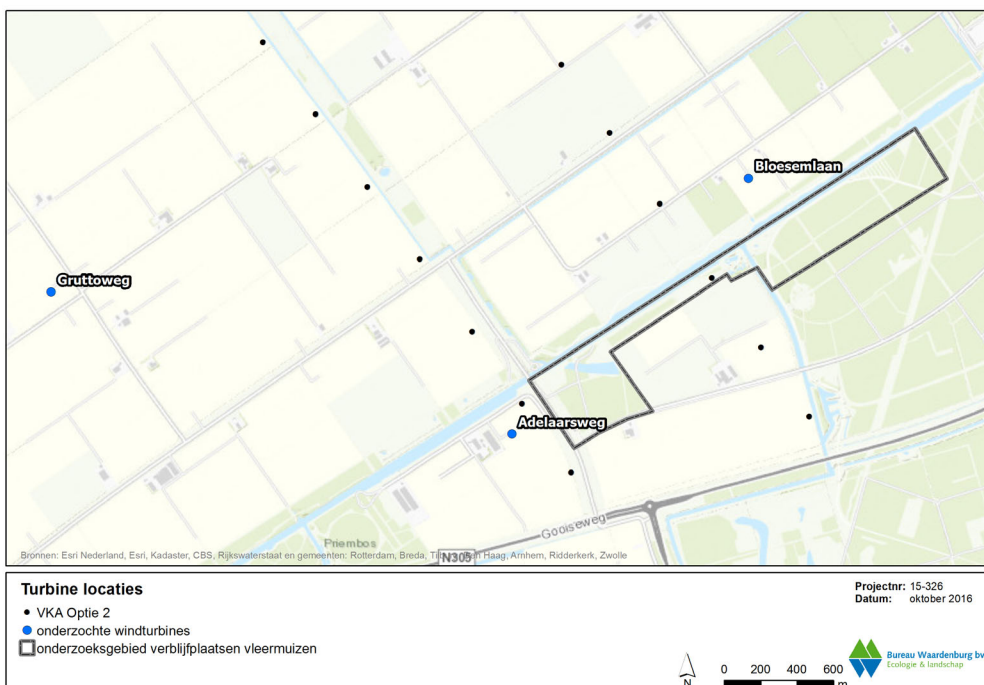 Bloesemlaan
Gruttoweg
Adelaarsweg
Gooiseweg
Priembos
N305
Bronnen: Esri Nederland, Esri, Kadaster, CBS, Rijkswaterstaat en gemeenten: Rotterdam, Breda, Haag, Arnhem, Ridderkerk, Zwolle
Turbine locaties
VKA Optie 2
onderzochte windturbines
onderzoeksgebied verblijfplaatsen vleermuizen
Projectnr: 15-326
Datum: oktober 2016
N
0 200 400 600
m
Bureau Waardenburg bv
Ecologie & landschap